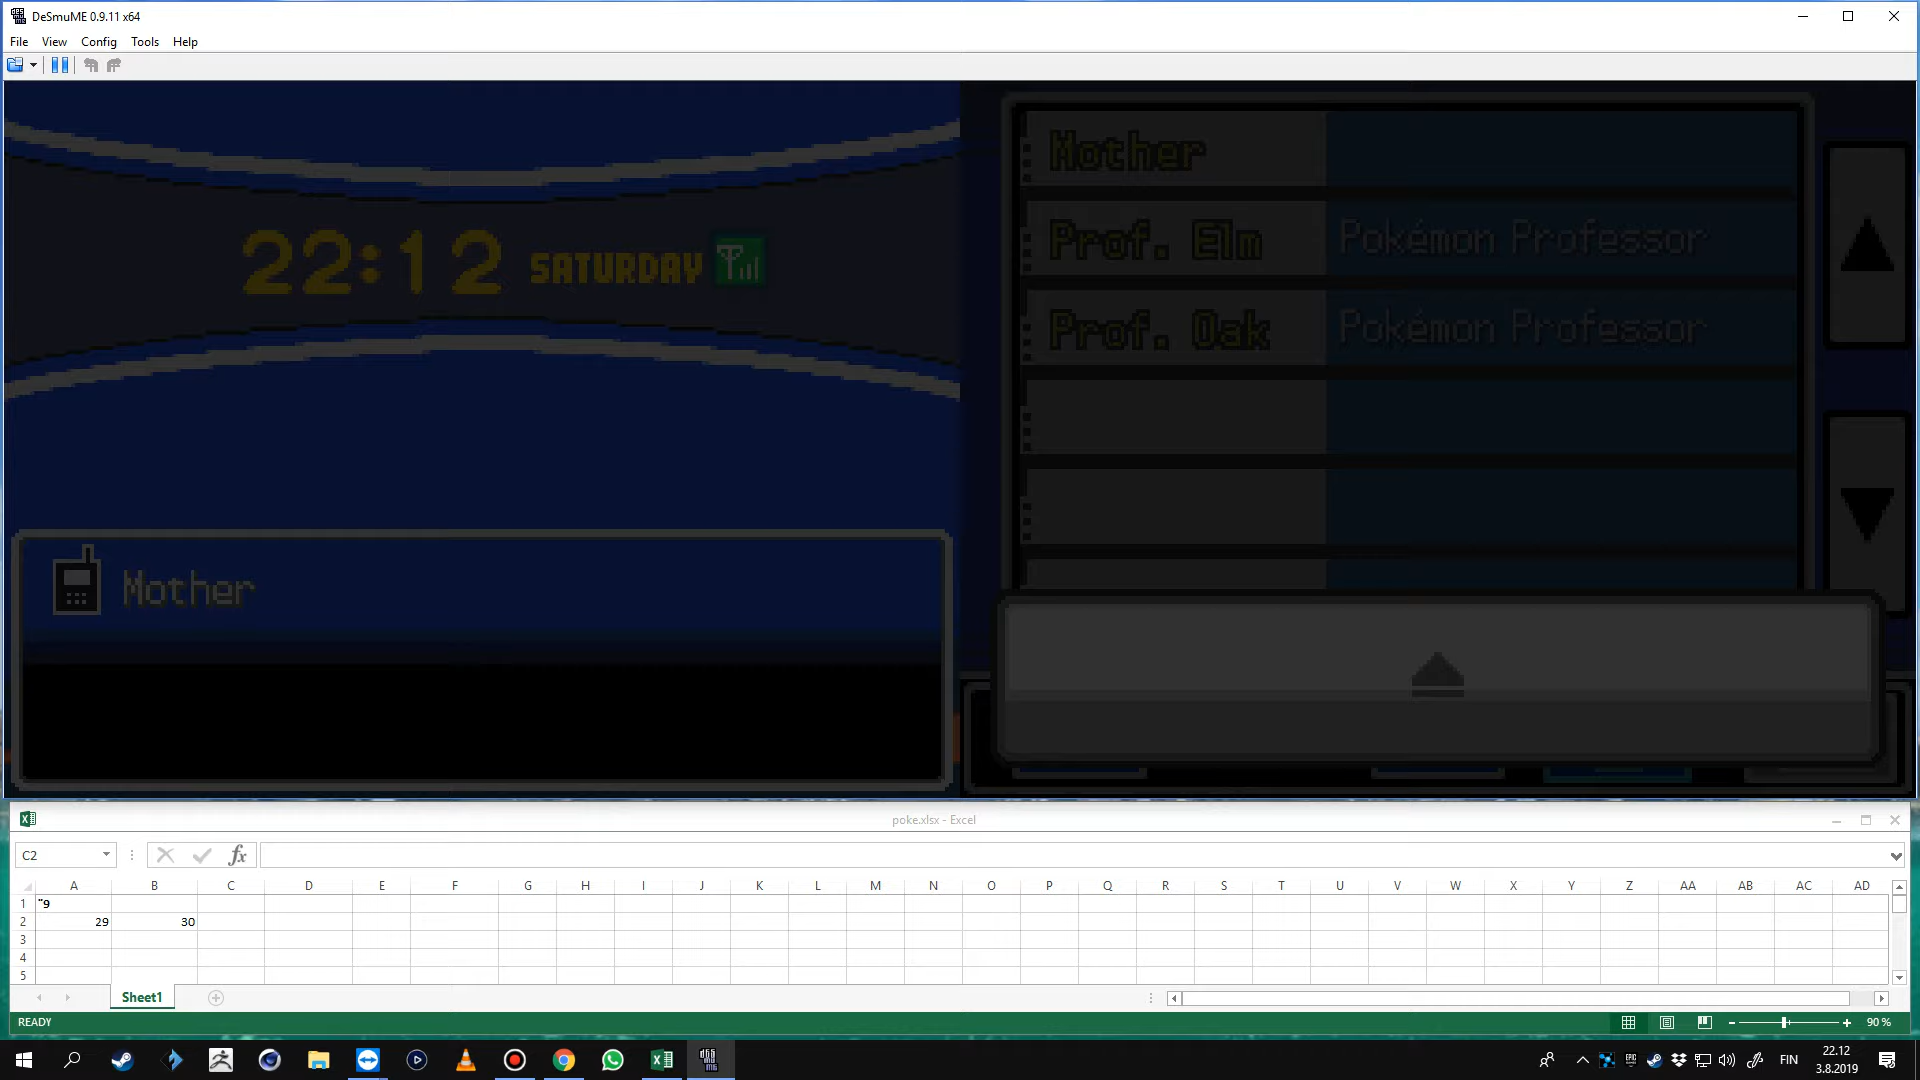 DeSmuME 0.9.11 x64
File View Config Tools Help
22:12 SATURDAY
Mother
Mother
Prof. Elm Pokémon Professor
Prof. Oak Pokémon Professor
poke.xlsx - Excel
C2
fx
A B C D E F G H I J K L M N O P Q R S T U V W X Y Z AA AB AC AD
1 "9
2 29 30
3
4
5
Sheet1
READY
90 %
FIN
22.12
3.8.2019